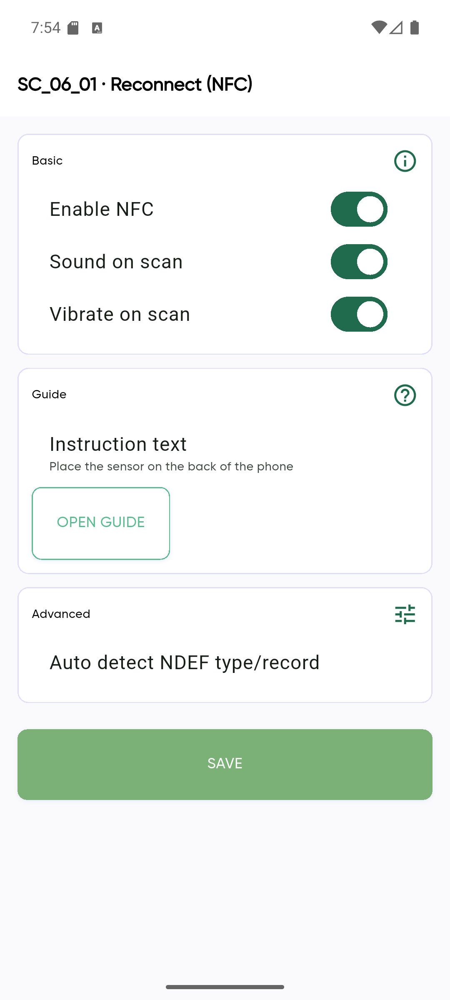 7:54
SC_06_01 · Reconnect (NFC)
Basic
Enable NFC
Sound on scan
Vibrate on scan
Guide
Instruction text
Place the sensor on the back of the phone
OPEN GUIDE
Advanced
Auto detect NDEF type/record
SAVE